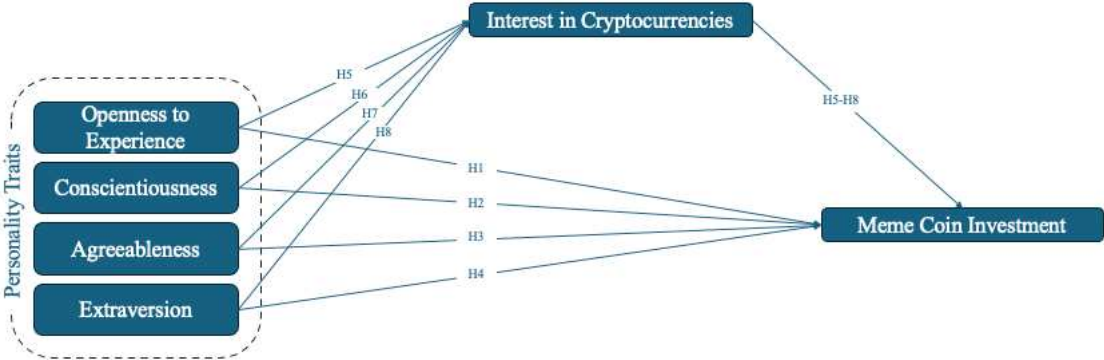 Interest in Cryptocurrencies
H5
H6
H7
H8
H5-H8
Personality Traits
Openness to
Experience
Conscientiousness
Agreeableness
Extraversion
H1
H2
H3
H4
Meme Coin Investment